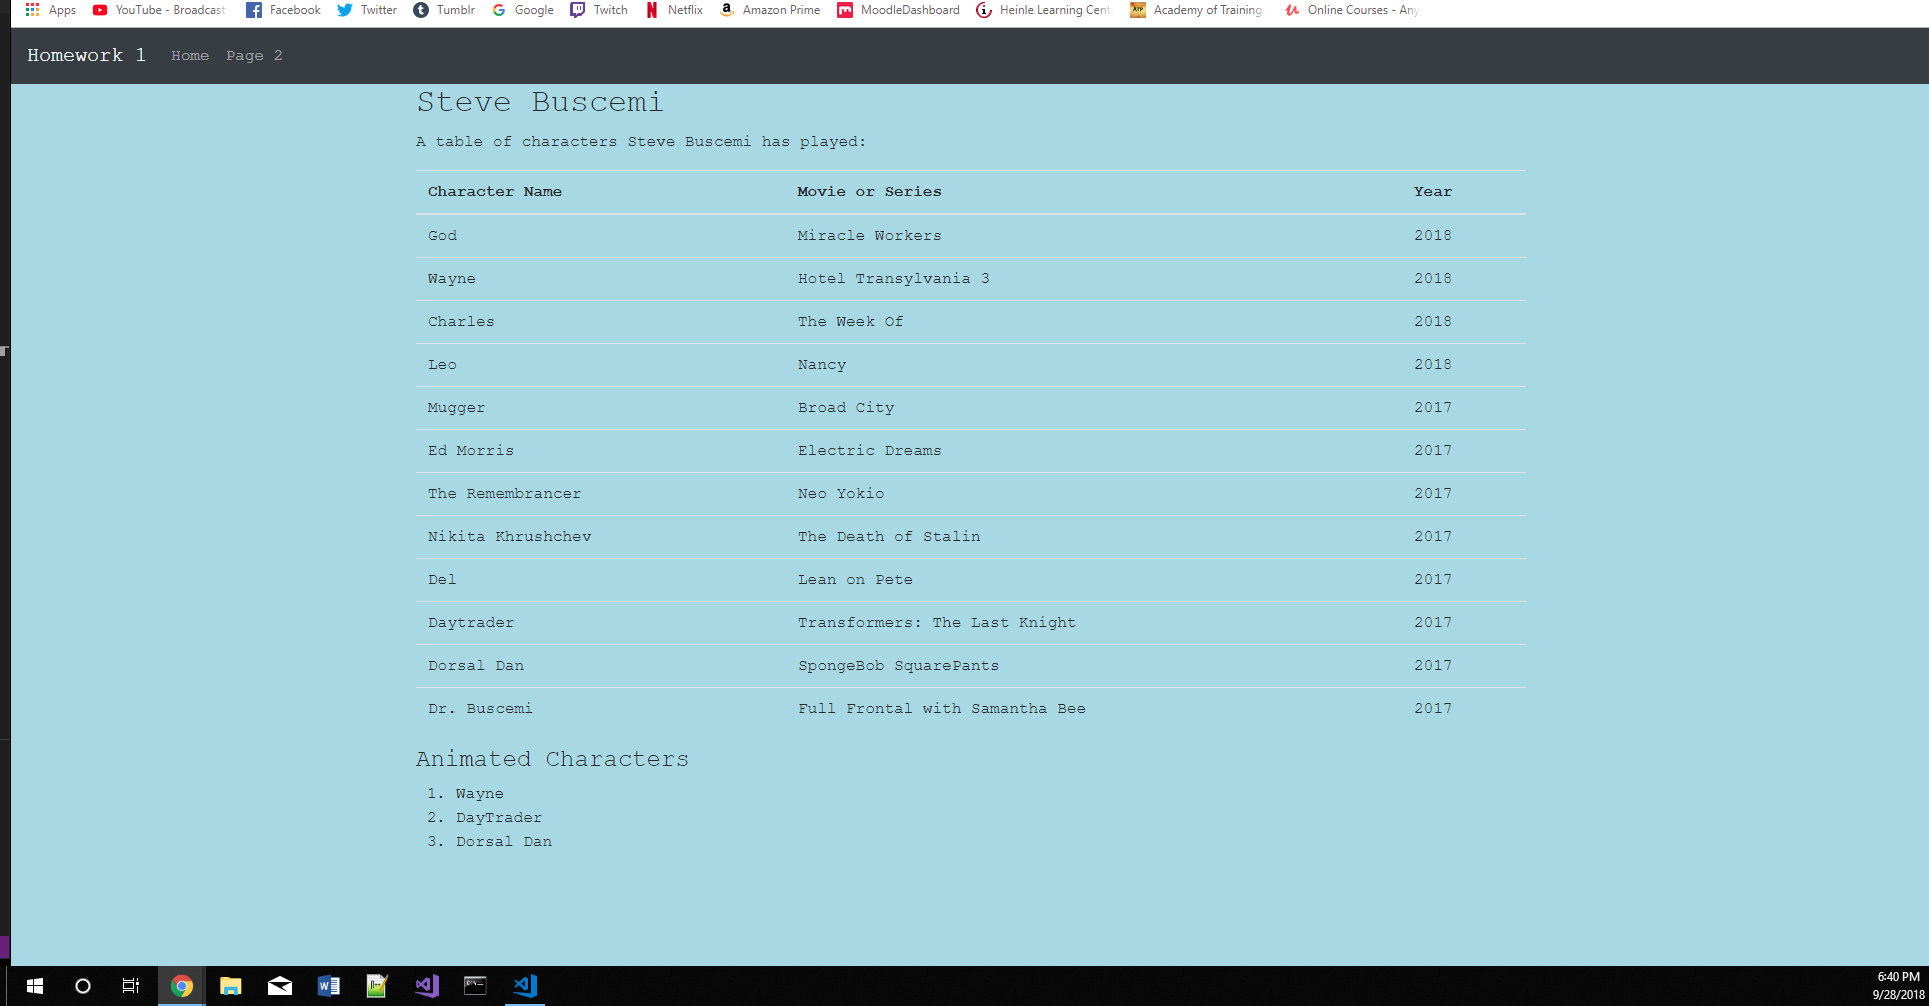 Apps YouTube - Broadcast Facebook Twitter Tumblr Google Twitch Netflix Amazon Prime MoodleDashboard Heinle Learning Cent Academy of Training Online Courses - Any
Homework 1 Home Page 2
Steve Buscemi
A table of characters Steve Buscemi has played:
Character Name Movie or Series Year
God Miracle Workers 2018
Wayne Hotel Transylvania 3 2018
Charles The Week Of 2018
Leo Nancy 2018
Mugger Broad City 2017
Ed Morris Electric Dreams 2017
The Remembrancer Neo Yokio 2017
Nikita Khrushchev The Death of Stalin 2017
Del Lean on Pete 2017
Daytrader Transformers: The Last Knight 2017
Dorsal Dan SpongeBob SquarePants 2017
Dr. Buscemi Full Frontal with Samantha Bee 2017
Animated Characters
1. Wayne
2. DayTrader
3. Dorsal Dan
6:40 PM
9/28/2018